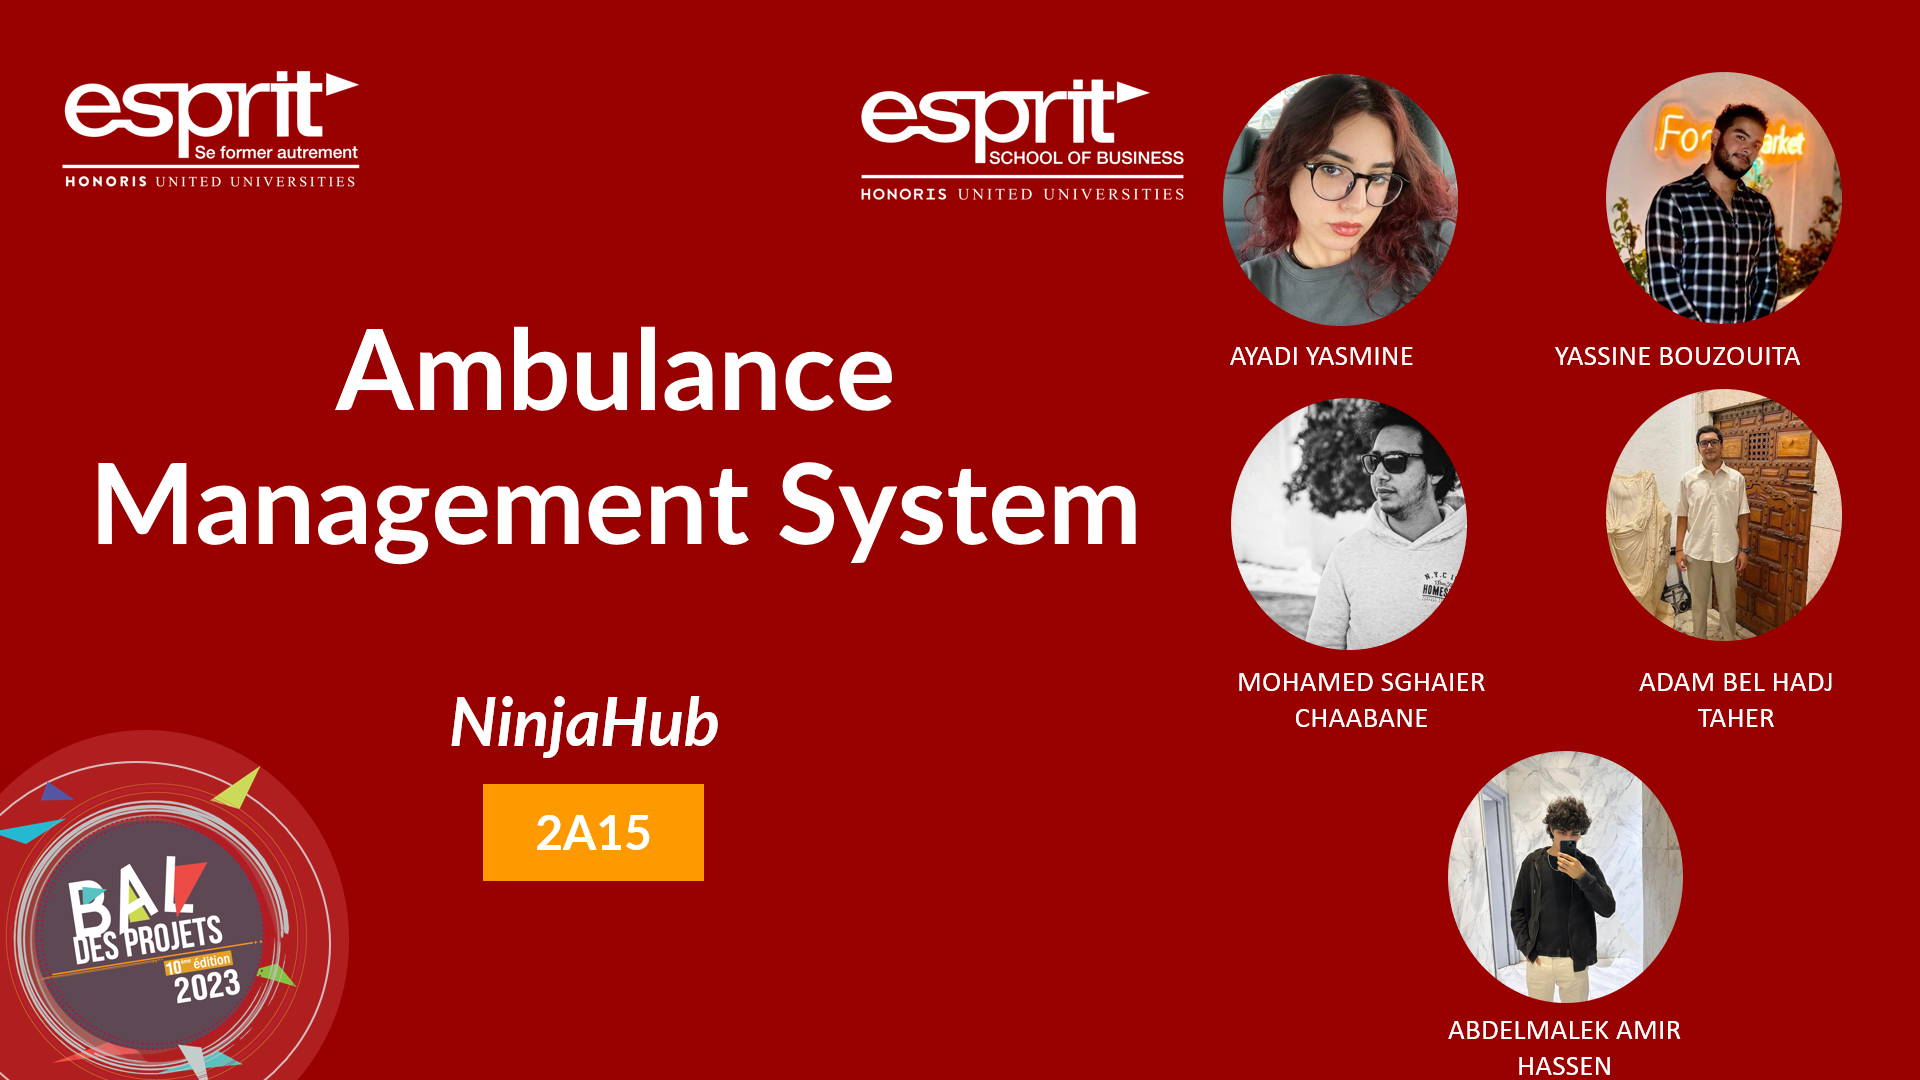 esprit
Se former autrement
HONORIS UNITED UNIVERSITIES
esprit
SCHOOL OF BUSINESS
HONORIS UNITED UNIVERSITIES
Ambulance
Management System
NinjaHub
2A15
BAL
DES PROJETS
10ème édition
2023
AYADI YASMINE
YASSINE BOUZOUITA
MOHAMED SGHAIER
CHAABANE
ADAM BEL HADJ
TAHER
ABDELMALEK AMIR
HASSEN
N.Y.C